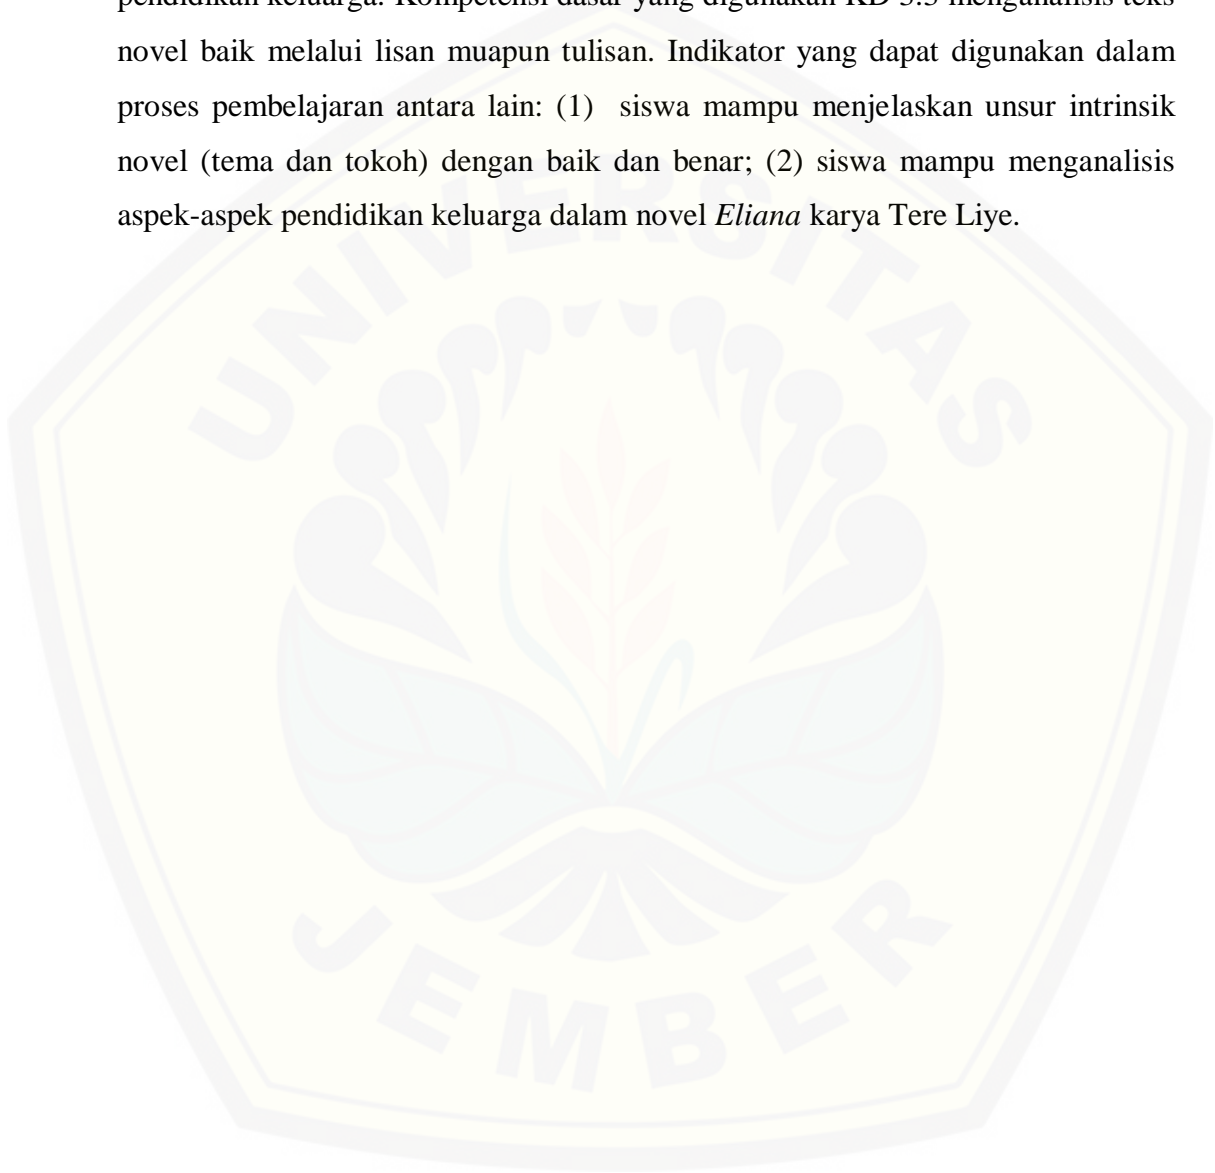 pendidikan keluarga. Kompetensi dasar yang digunakan KD 3.3 menganalisis teks
novel baik melalui lisan muapun tulisan. Indikator yang dapat digunakan dalam
proses pembelajaran antara lain: (1) siswa mampu menjelaskan unsur intrinsik
novel (tema dan tokoh) dengan baik dan benar; (2) siswa mampu menganalisis
aspek-aspek pendidikan keluarga dalam novel Eliana karya Tere Liye.
UNIVERSITAS
JEMBER